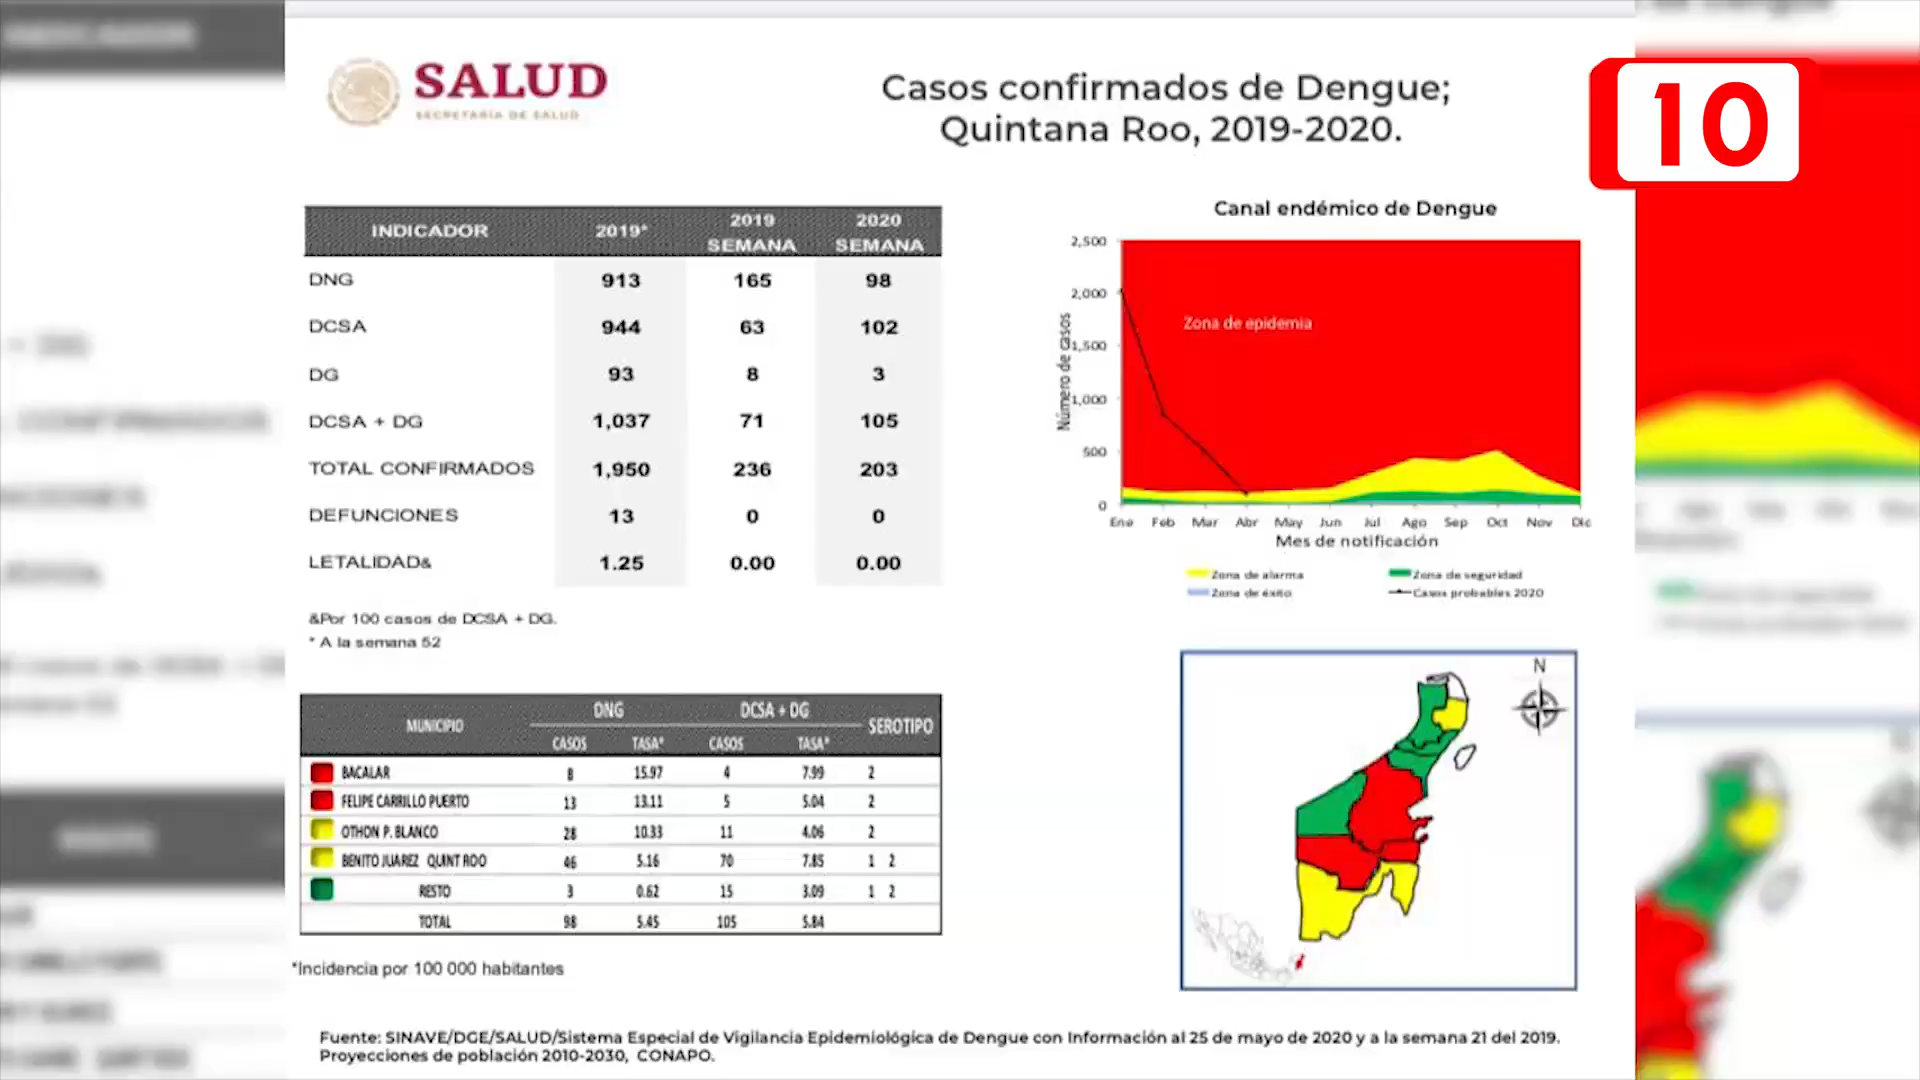 SALUD
SECRETARÍA DE SALUD
Casos confirmados de Dengue;
Quintana Roo, 2019-2020.
10
INDICADOR 2019* 2019 SEMANA 2020 SEMANA
DNG 913 165 98
DCSA 944 63 102
DG 93 8 3
DCSA + DG 1,037 71 105
TOTAL CONFIRMADOS 1,950 236 203
DEFUNCIONES 13 0 0
LETALIDAD& 1.25 0.00 0.00
&Por 100 casos de DCSA + DG.
* A la semana 52
Canal endémico de Dengue
2,500
2,000
1,500
1,000
500
0
Número de casos
Zona de epidemia
Ene Feb Mar Abr May Jun Jul Ago Sep Oct Nov Dic
Mes de notificación
Zona de alarma Zona de seguridad
Zona de éxito Casos probables 2020
MUNICIPIO DNG DCSA + DG SEROTIPO
CASOS TASA* CASOS TASA*
BACALAR 8 15.97 4 7.99 2
FELIPE CARRILLO PUERTO 13 13.11 5 5.04 2
OTHON P. BLANCO 28 10.33 11 4.06 2
BENITO JUAREZ QUINT ROO 46 5.16 70 7.85 1 2
RESTO 3 0.62 15 3.09 1 2
TOTAL 98 5.45 105 5.84
*Incidencia por 100 000 habitantes
N
Fuente: SINAVE/DGE/SALUD/Sistema Especial de Vigilancia Epidemiológica de Dengue con Información al 25 de mayo de 2020 y a la semana 21 del 2019.
Proyecciones de población 2010-2030, CONAPO.